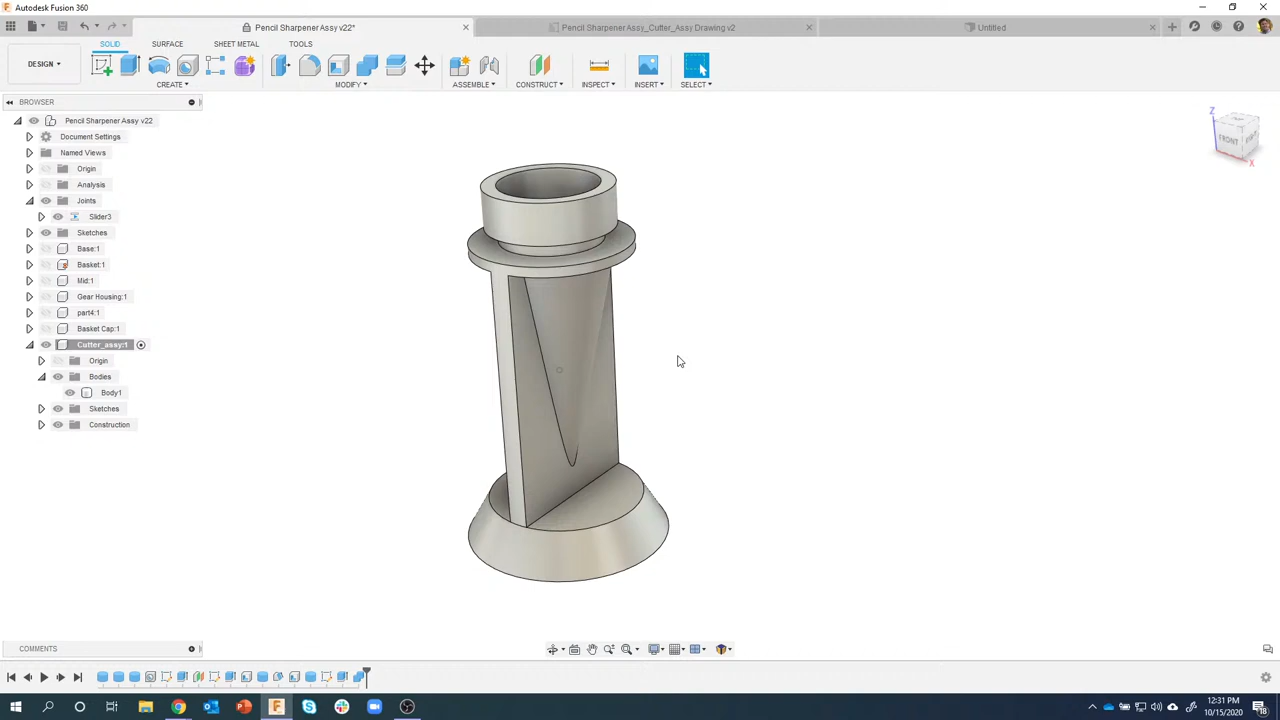 Autodesk Fusion 360
Pencil Sharpener Assy v22*
Pencil Sharpener Assy_Cutter_Assy Drawing v2
Untitled
SOLID
SURFACE
SHEET METAL
TOOLS
DESIGN
CREATE
MODIFY
ASSEMBLE
CONSTRUCT
INSPECT
INSERT
SELECT
BROWSER
Pencil Sharpener Assy v22
Document Settings
Named Views
Origin
Analysis
Joints
Slider3
Sketches
Base:1
Basket:1
Mid:1
Gear Housing:1
part4:1
Basket Cap:1
Cutter_assy:1
Origin
Bodies
Body1
Sketches
Construction
Z
FRONT
X
COMMENTS
12:31 PM
10/15/2020
18